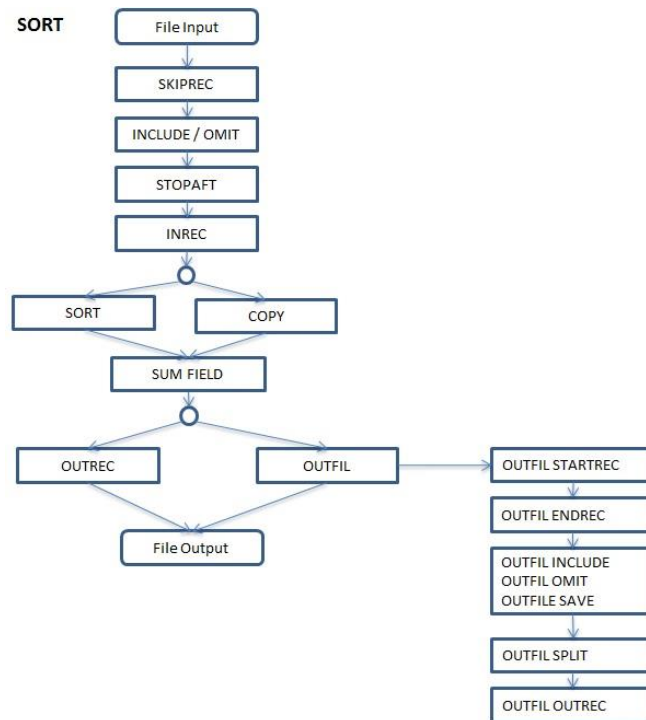 SORT
File Input
SKIPREC
INCLUDE / OMIT
STOPAFT
INREC
SORT
COPY
SUM FIELD
OUTREC
OUTFIL
File Output
OUTFIL STARTREC
OUTFIL ENDREC
OUTFIL INCLUDE
OUTFIL OMIT
OUTFILE SAVE
OUTFIL SPLIT
OUTFIL OUTREC